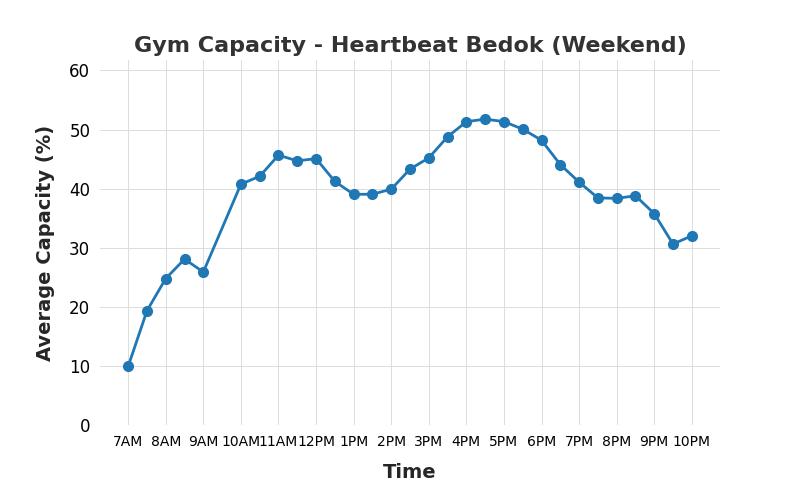 Gym Capacity - Heartbeat Bedok (Weekend)
60
50
40
30
20
10
0
Average Capacity (%)
7AM 8AM 9AM 10AM 11AM 12PM 1PM 2PM 3PM 4PM 5PM 6PM 7PM 8PM 9PM 10PM
Time